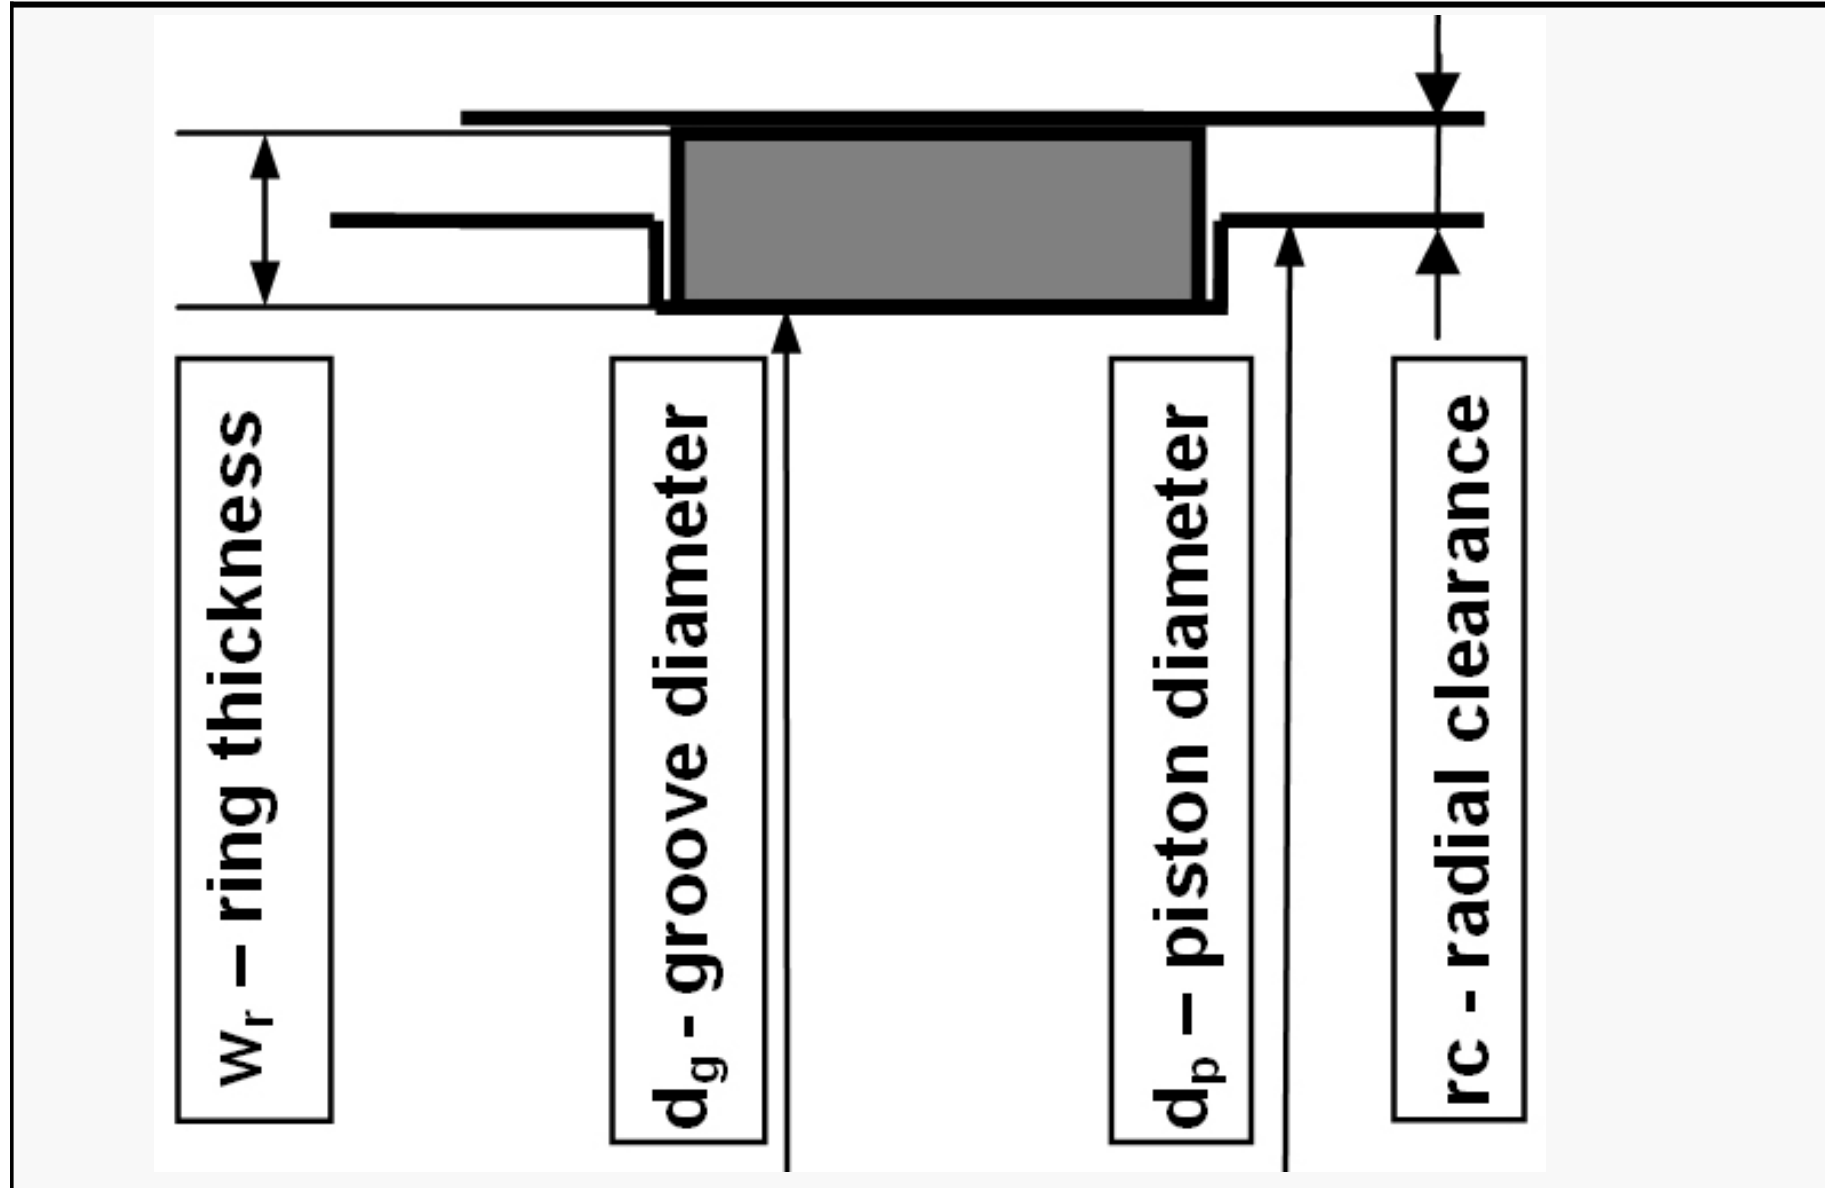 wr – ring thickness
dg - groove diameter
dp – piston diameter
rc - radial clearance